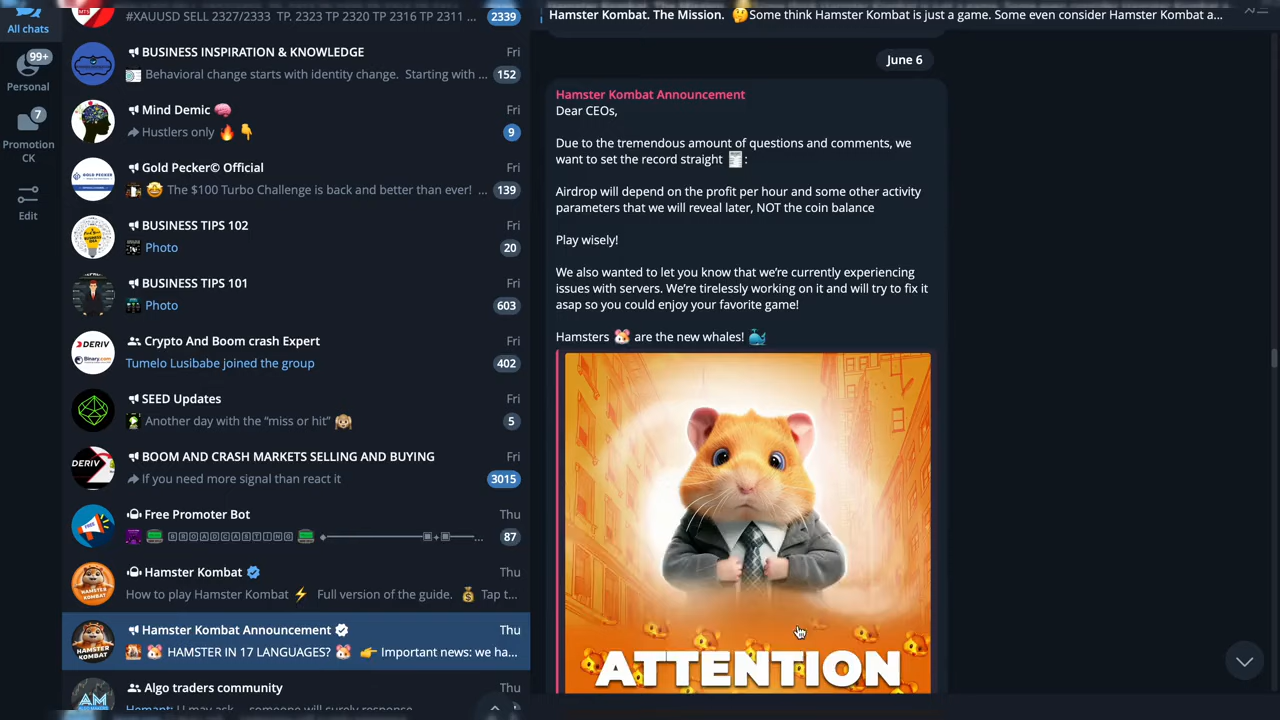 All chats
99+
Personal
7
Promotion
CK
Edit
#XAUUSD SELL 2327/2333 TP. 2323 TP 2320 TP 2316 TP 2311 ...
2339
BUSINESS INSPIRATION & KNOWLEDGE
Fri
Behavioral change starts with identity change. Starting with ...
152
Mind Demic 🧠
Fri
Hustlers only 🔥 👇
9
Gold Pecker© Official
Fri
🤩 The $100 Turbo Challenge is back and better than ever! ...
139
BUSINESS TIPS 102
Fri
Photo
20
BUSINESS TIPS 101
Fri
Photo
603
DERIV
Binary.com
Crypto And Boom crash Expert
Fri
Tumelo Lusibabe joined the group
402
SEED Updates
Fri
Another day with the “miss or hit” 🙉
5
DERIV
BOOM AND CRASH MARKETS SELLING AND BUYING
Fri
If you need more signal than react it
3015
FREE
Free Promoter Bot
Thu
🄱🅁🄾🄰🄳🄲🄰🅂🅃🄸🄽🄶
...
87
HAMSTER
KOMBAT
Hamster Kombat
Thu
How to play Hamster Kombat ⚡ Full version of the guide. 💰 Tap t...
HAMSTER
KOMBAT
Hamster Kombat Announcement
Thu
🐹 HAMSTER IN 17 LANGUAGES? 🐹 👉 Important news: we ha...
AM
Algo traders community
Thu
Hamster Kombat. The Mission. 🤔Some think Hamster Kombat is just a game. Some even consider Hamster Kombat a...
June 6
Hamster Kombat Announcement
Dear CEOs,
Due to the tremendous amount of questions and comments, we
want to set the record straight 🧾:
Airdrop will depend on the profit per hour and some other activity
parameters that we will reveal later, NOT the coin balance
Play wisely!
We also wanted to let you know that we’re currently experiencing
issues with servers. We’re tirelessly working on it and will try to fix it
asap so you could enjoy your favorite game!
Hamsters 🐹 are the new whales! 🐳
ATTENTION